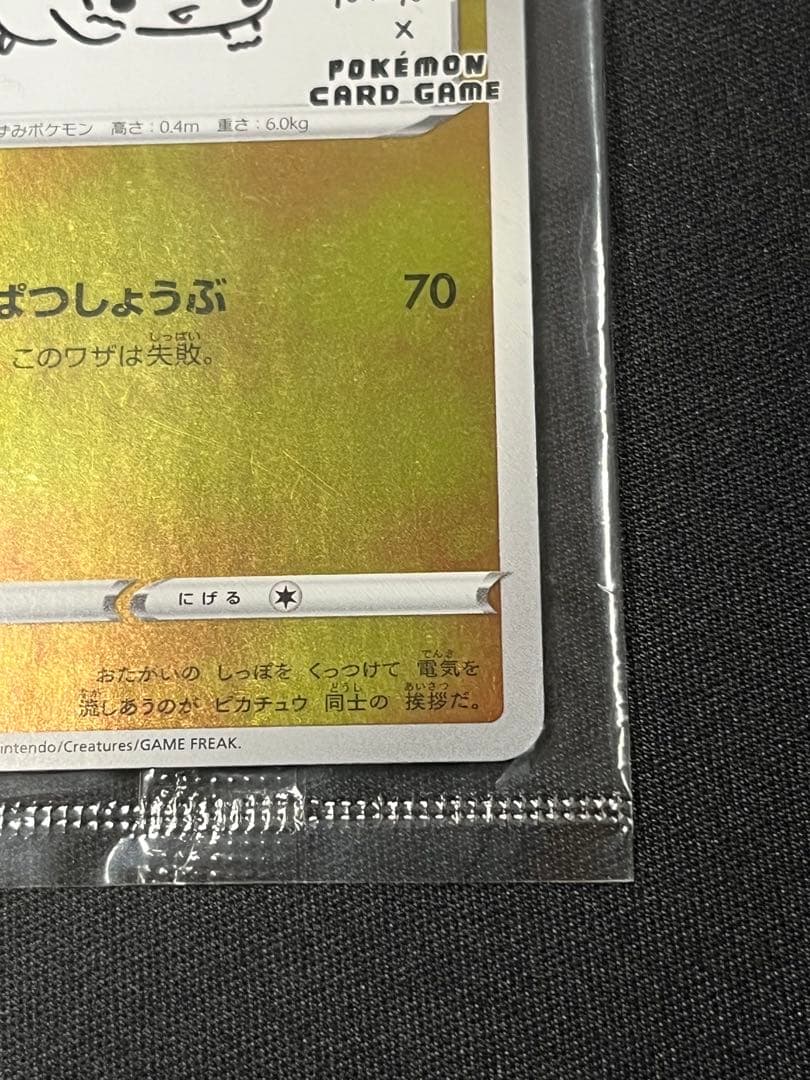 ×
POKÉMON
CARD GAME
ずみポケモン 高さ:0.4m 重さ:6.0kg
ぱつしょうぶ 70
このワザは失敗。
にげる
おたがいの しっぽを くっつけて 電気を
流しあうのが ピカチュウ 同士の 挨拶だ。
intendo/Creatures/GAME FREAK.